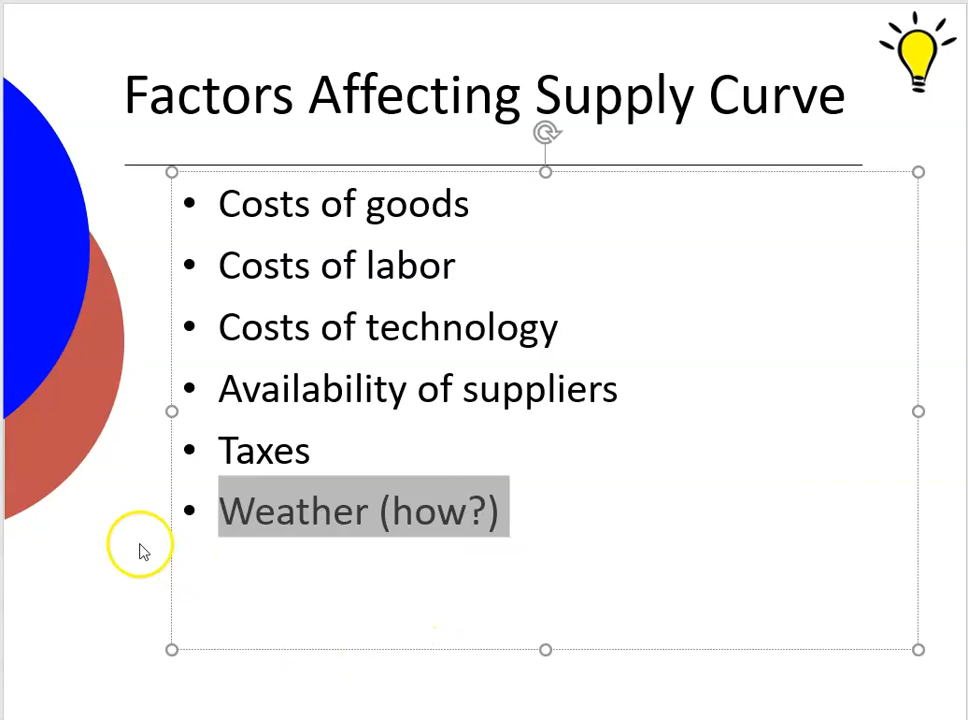 Factors Affecting Supply Curve
• Costs of goods
• Costs of labor
• Costs of technology
• Availability of suppliers
• Taxes
• Weather (how?)